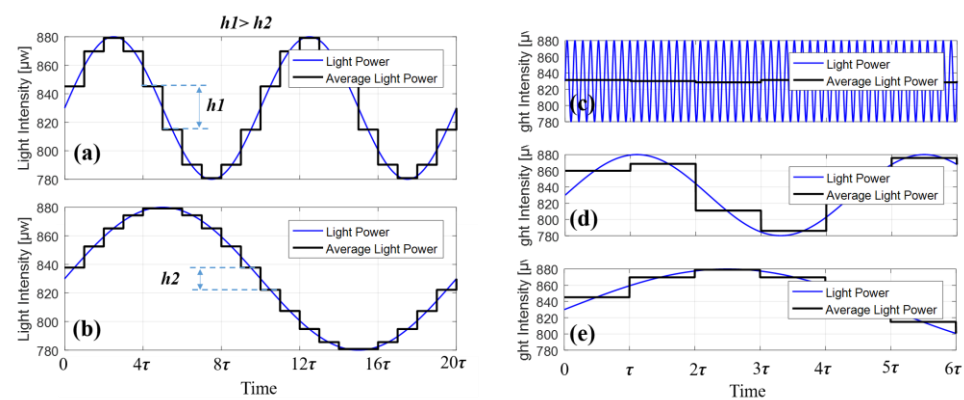 h1> h2
Light Intensity [µw]
880
860
840
820
800
780
Light Power
Average Light Power
h1
(a)
Light Intensity [µw]
880
860
840
820
800
780
Light Power
Average Light Power
h2
(b)
0
4τ
8τ
12τ
16τ
20τ
Time
ght Intensity [µ
880
860
840
820
800
780
Light Power
Average Light Power
(c)
ght Intensity [µ
860
840
820
800
780
Light Power
Average Light Power
(d)
ght Intensity [µ
880
860
840
820
800
780
Light Power
Average Light Power
(e)
0
τ
2τ
3τ
4τ
5τ
6τ
Time